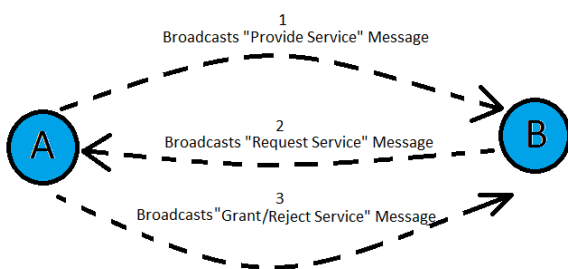 1
Broadcasts "Provide Service" Message
A
B
2
Broadcasts "Request Service" Message
3
Broadcasts"Grant/Reject Service" Message